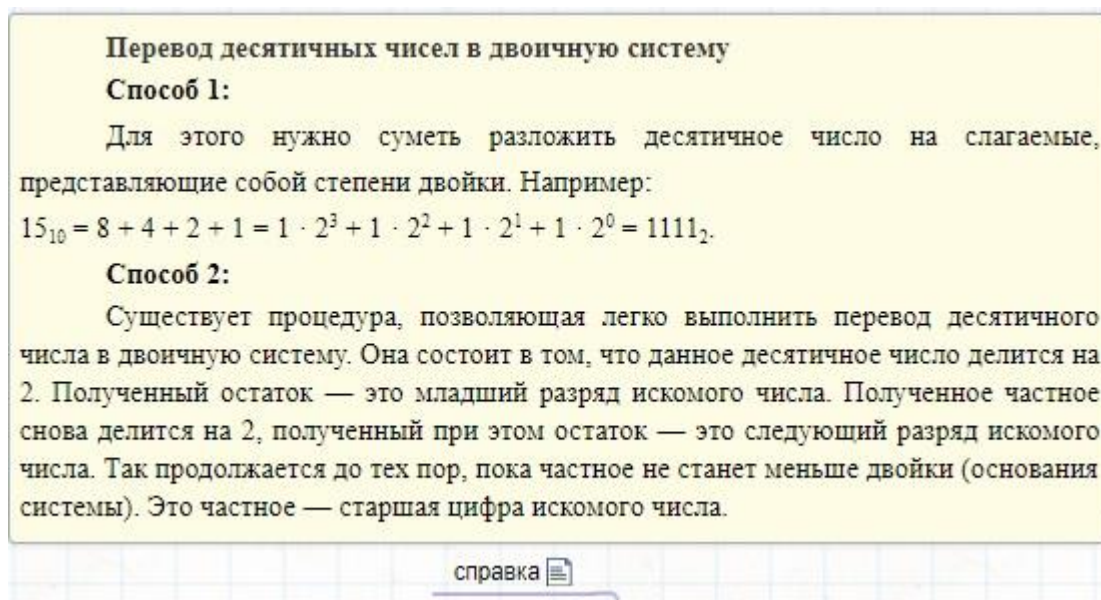 Перевод десятичных чисел в двоичную систему
Способ 1:
Для этого нужно суметь разложить десятичное число на слагаемые,
представляющие собой степени двойки. Например:
15₁₀ = 8 + 4 + 2 + 1 = 1 · 2³ + 1 · 2² + 1 · 2¹ + 1 · 2⁰ = 1111₂.
Способ 2:
Существует процедура, позволяющая легко выполнить перевод десятичного
числа в двоичную систему. Она состоит в том, что данное десятичное число делится на
2. Полученный остаток — это младший разряд искомого числа. Полученное частное
снова делится на 2, полученный при этом остаток — это следующий разряд искомого
числа. Так продолжается до тех пор, пока частное не станет меньше двойки (основания
системы). Это частное — старшая цифра искомого числа.
справка